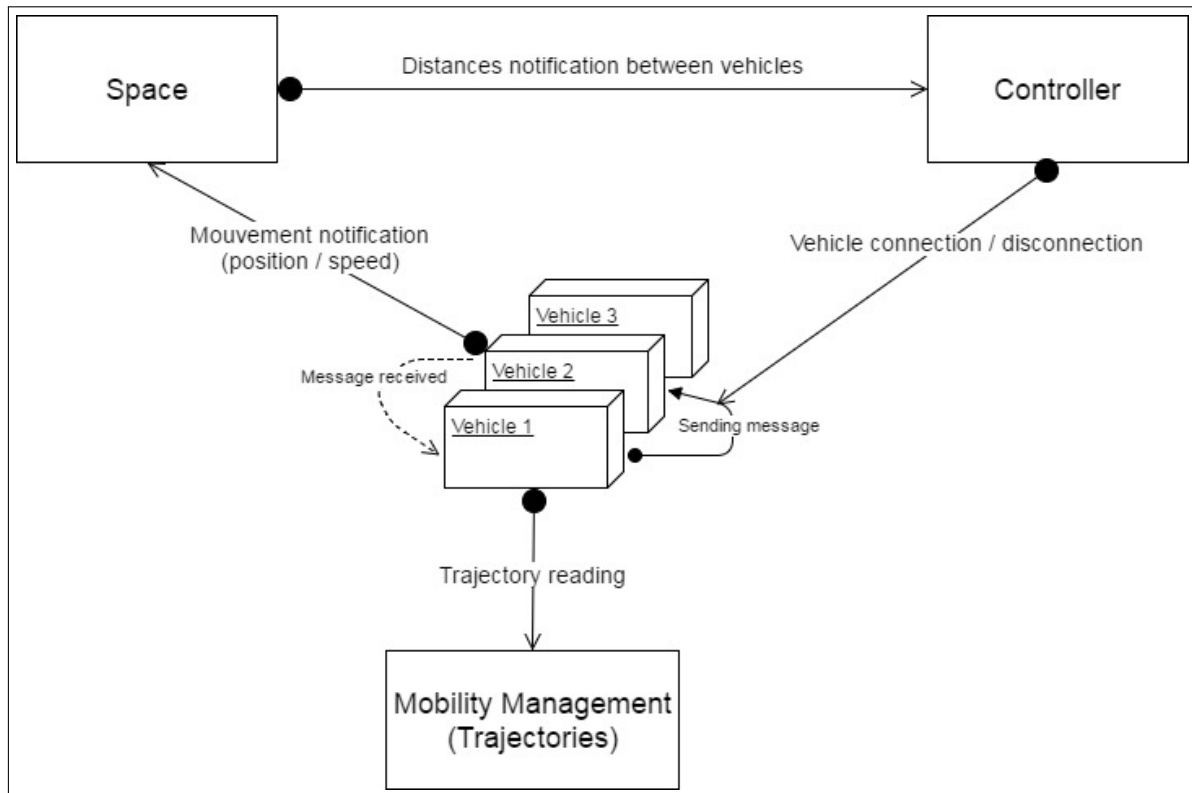 Distances notification between vehicles
Space
Controller
Mouvement notification
(position / speed)
Vehicle connection / disconnection
Vehicle 3
Message received
Vehicle 2
Vehicle 1
Sending message
Trajectory reading
Mobility Management
(Trajectories)